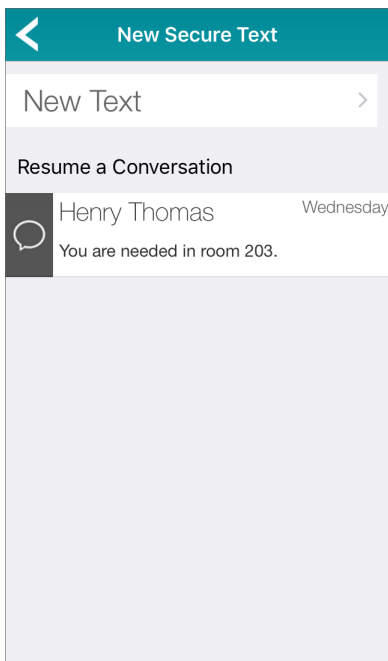 New Secure Text
New Text
Resume a Conversation
Henry Thomas
Wednesday
You are needed in room 203.